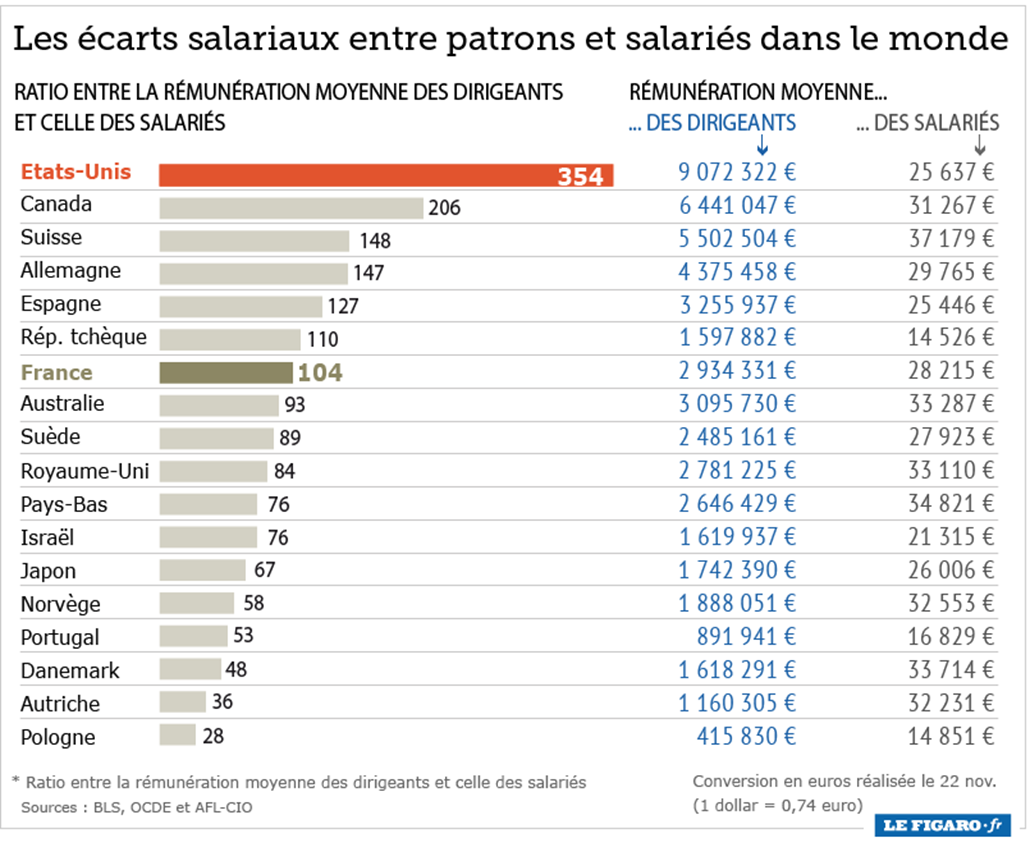 Les écarts salariaux entre patrons et salariés dans le monde
RATIO ENTRE LA RÉMUNÉRATION MOYENNE DES DIRIGEANTS
ET CELLE DES SALARIÉS
RÉMUNÉRATION MOYENNE...
... DES DIRIGEANTS ... DES SALARIÉS
Etats-Unis 354 9 072 322 € 25 637 €
Canada 206 6 441 047 € 31 267 €
Suisse 148 5 502 504 € 37 179 €
Allemagne 147 4 375 458 € 29 765 €
Espagne 127 3 255 937 € 25 446 €
Rép. tchèque 110 1 597 882 € 14 526 €
France 104 2 934 331 € 28 215 €
Australie 93 3 095 730 € 33 287 €
Suède 89 2 485 161 € 27 923 €
Royaume-Uni 84 2 781 225 € 33 110 €
Pays-Bas 76 2 646 429 € 34 821 €
Israël 76 1 619 937 € 21 315 €
Japon 67 1 742 390 € 26 006 €
Norvège 58 1 888 051 € 32 553 €
Portugal 53 891 941 € 16 829 €
Danemark 48 1 618 291 € 33 714 €
Autriche 36 1 160 305 € 32 231 €
Pologne 28 415 830 € 14 851 €
* Ratio entre la rémunération moyenne des dirigeants et celle des salariés
Sources : BLS, OCDE et AFL-CIO
Conversion en euros réalisée le 22 nov.
(1 dollar = 0,74 euro)
LE FIGARO·fr